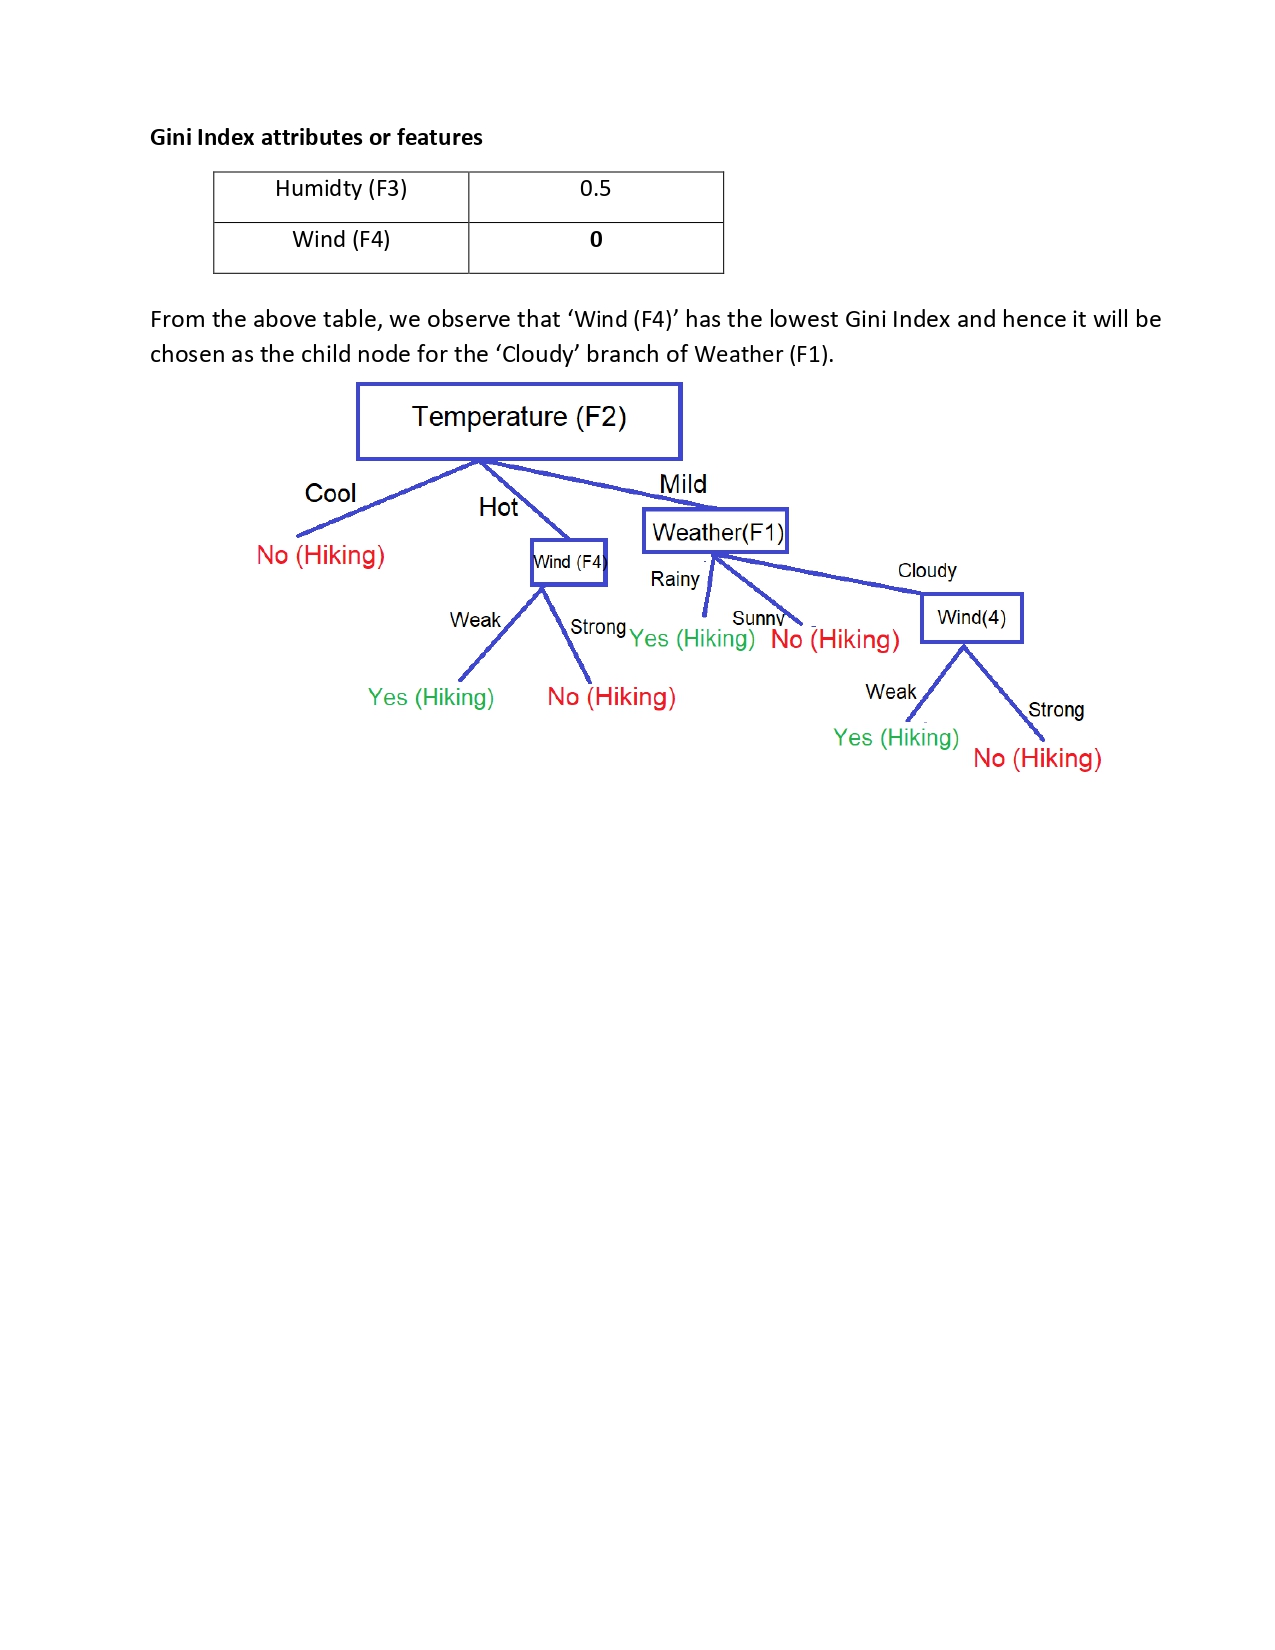 Gini Index attributes or features
Humidty (F3) 0.5
Wind (F4) 0
From the above table, we observe that ‘Wind (F4)’ has the lowest Gini Index and hence it will be
chosen as the child node for the ‘Cloudy’ branch of Weather (F1).
Temperature (F2)
Cool
Hot
Mild
No (Hiking)
Wind (F4)
Weather(F1)
Weak
Strong
Yes (Hiking)
No (Hiking)
Rainy
Sunny
Cloudy
Yes (Hiking)
No (Hiking)
Wind(4)
Weak
Strong
Yes (Hiking)
No (Hiking)